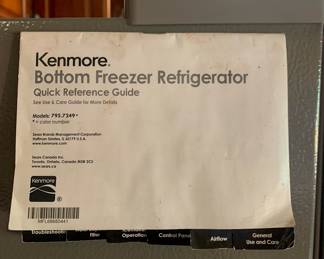 Kenmore®
Bottom Freezer Refrigerator
Quick Reference Guide
See Use & Care Guide for More Details
Models: 795.7249*
* = color number
Sears Brands Management Corporation
Hoffman Estates, IL 60179 U.S.A.
www.kenmore.com
Sears Canada Inc.
Toronto, Ontario, Canada M5B 2C3
www.sears.ca
Kenmore
®
Troubleshooting
Filter
Operation
Control Panel
Airflow
General
Use and Care